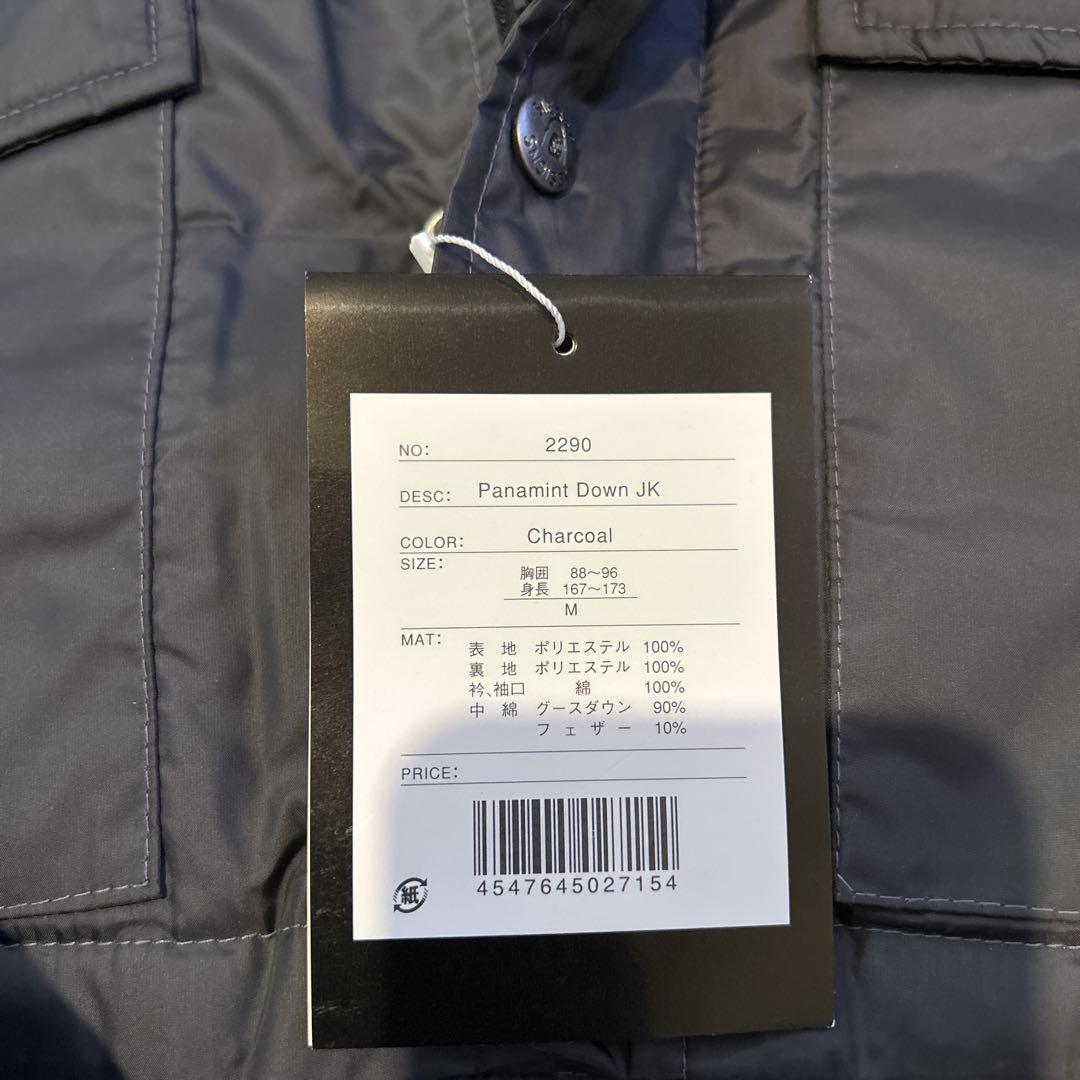 NO: 2290
DESC: Panamint Down JK
COLOR: Charcoal
SIZE:
胸囲 88〜96
身長 167〜173
M
MAT:
表 地 ポリエステル 100%
裏 地 ポリエステル 100%
衿、袖口 綿 100%
中 綿 グースダウン 90%
フェザー 10%
PRICE:
4547645027154
紙